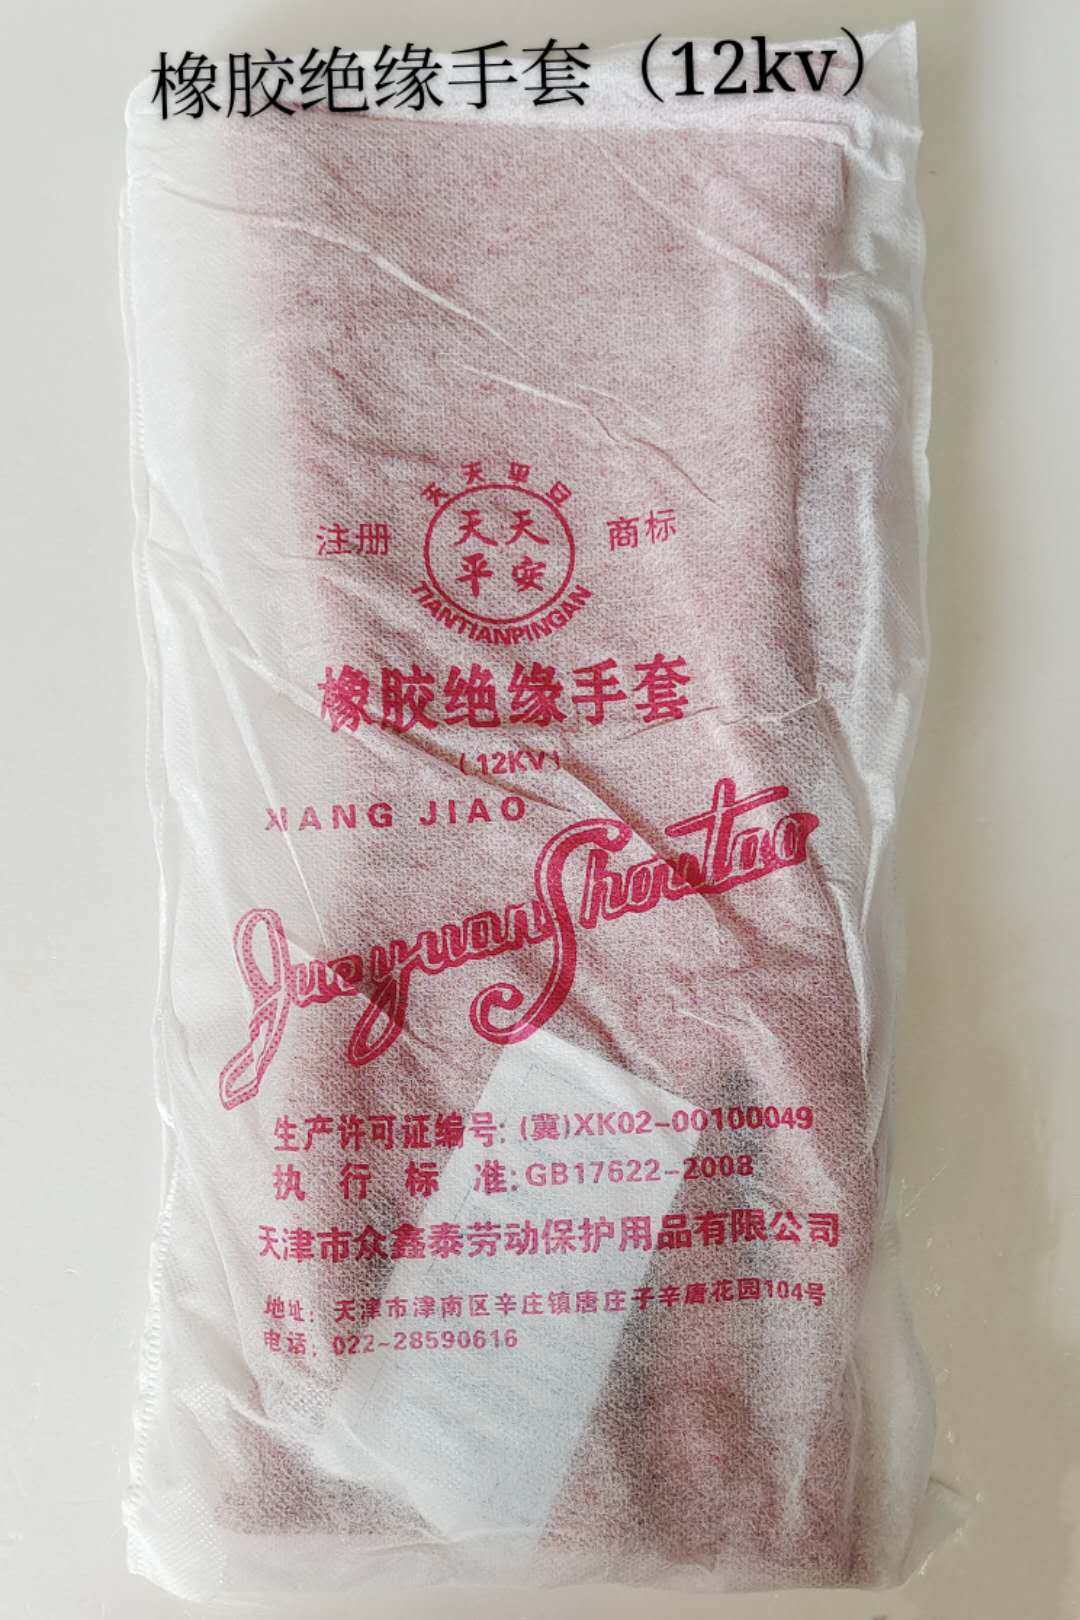 橡胶绝缘手套（12kv）
天天平安
注册
天天
平安
商标
TIANTIANPINGAN
橡胶绝缘手套
(12KV)
XIANG JIAO
Jueyuan Shoutao
生产许可证编号:(冀)XK02-00100049
执行标准:GB17622-2008
天津市众鑫泰劳动保护用品有限公司
地址：天津市津南区辛庄镇唐庄子辛唐花园104号
电话：022-28590616